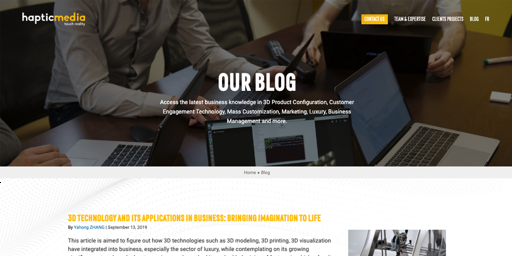 hapticmedia
touch reality
CONTACT US
TEAM & EXPERTISE
CLIENTS PROJECTS
BLOG
FR
OUR BLOG
Access the latest business knowledge in 3D Product Configuration, Customer
Engagement Technology, Mass Customization, Marketing, Luxury, Business
Management and more.
Home » Blog
3D TECHNOLOGY AND ITS APPLICATIONS IN BUSINESS: BRINGING IMAGINATION TO LIFE
By Yahong ZHANG | September 13, 2019
This article is aimed to figure out how 3D technologies such as 3D modeling, 3D printing, 3D visualization
have integrated into business, especially the sector of luxury, while contemplating on its growing